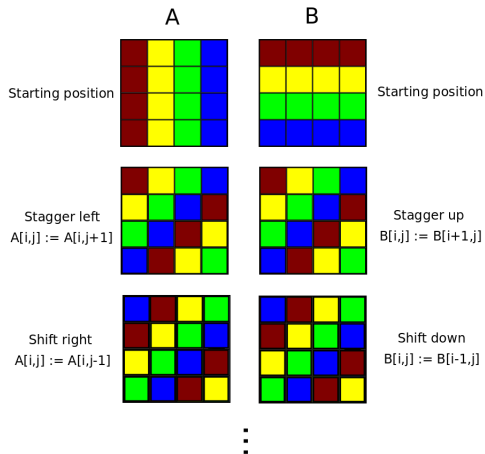 A B
Starting position Starting position
Stagger left Stagger up
A[i,j] := A[i,j+1] B[i,j] := B[i+1,j]
Shift right Shift down
A[i,j] := A[i,j-1] B[i,j] := B[i-1,j]